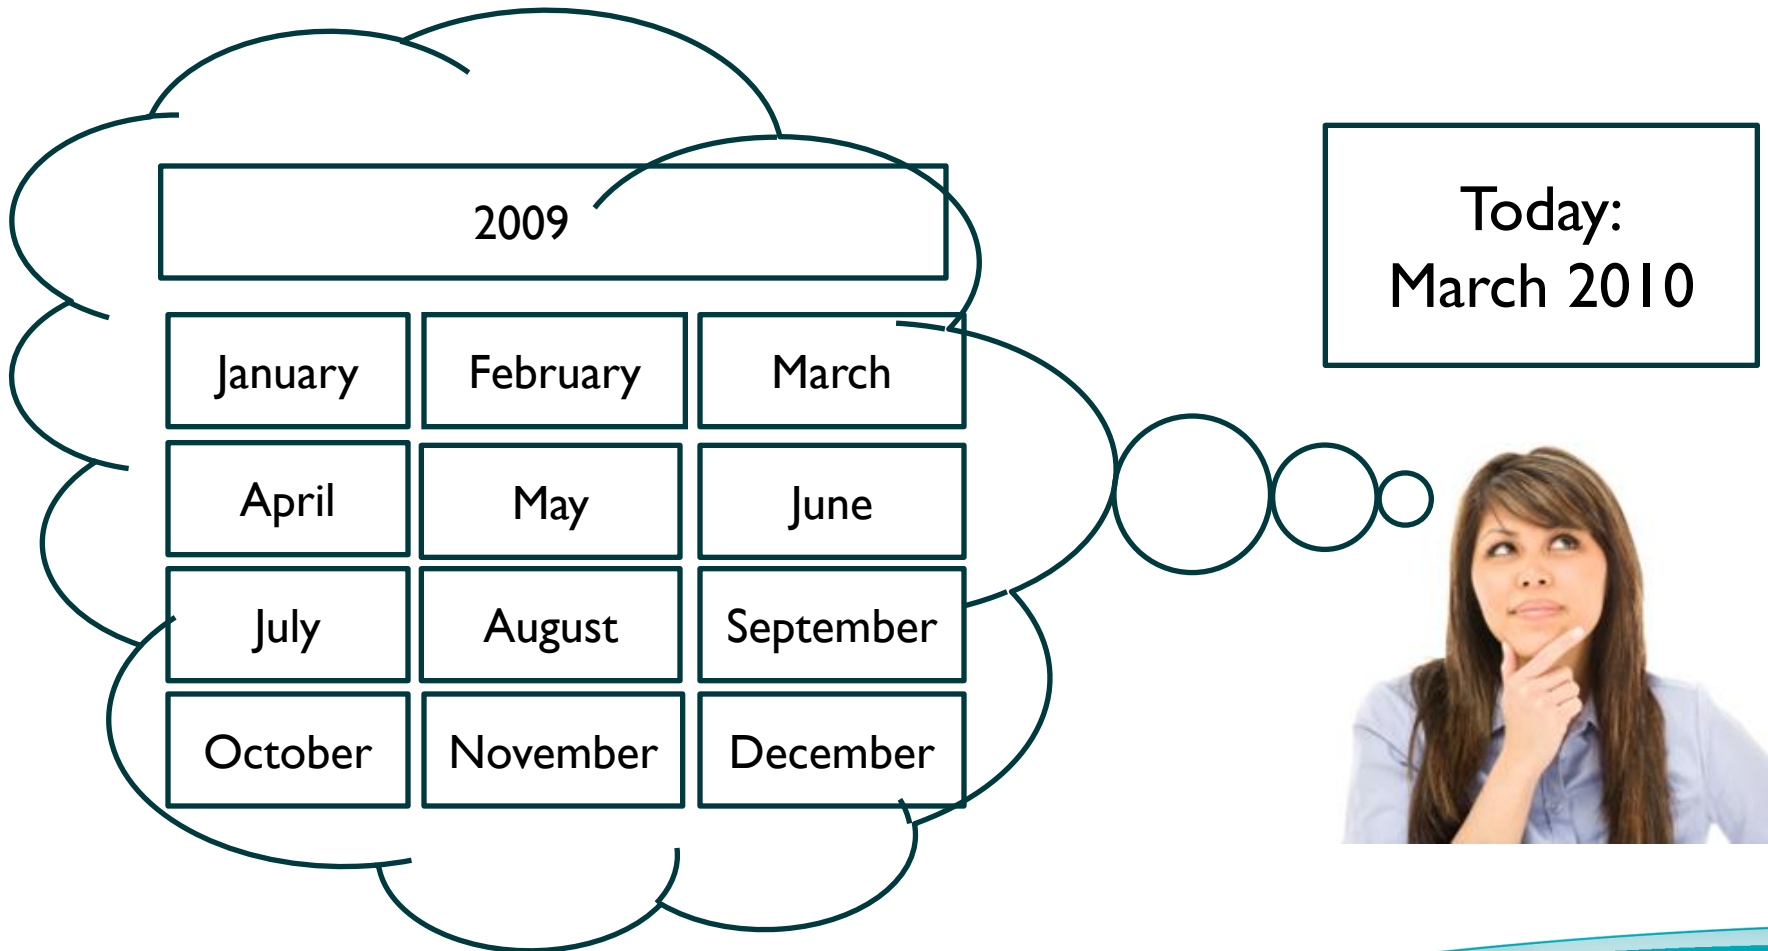 2009
Today:
March 2010
January February March
April May June
July August September
October November December